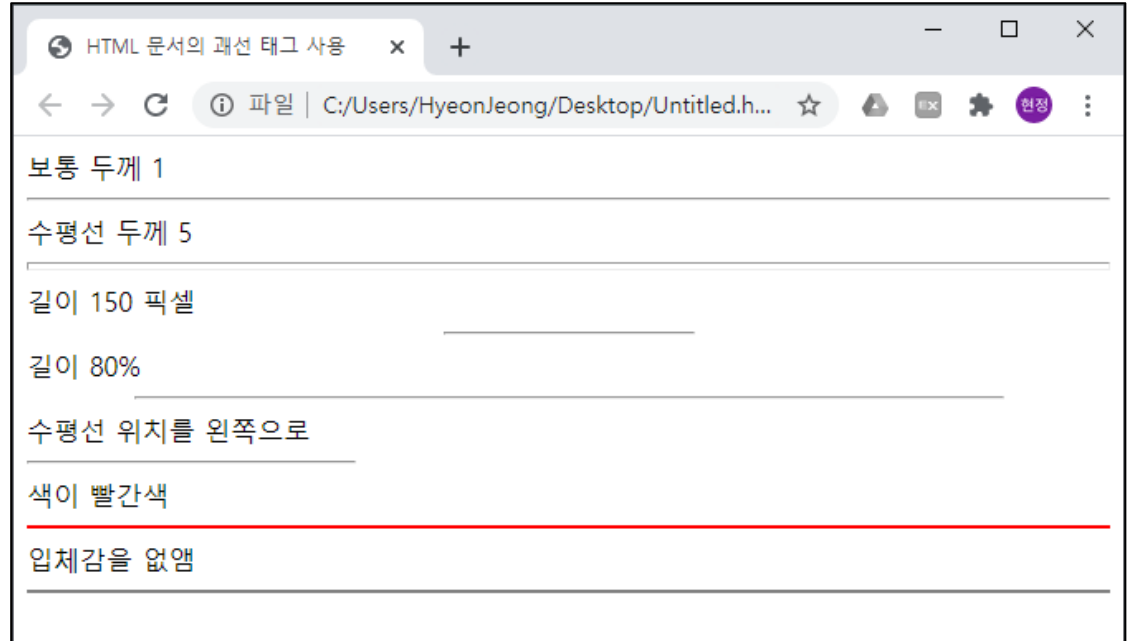 HTML 문서의 괘선 태그 사용
파일 | C:/Users/HyeonJeong/Desktop/Untitled.h...
EX
현정
보통 두께 1
수평선 두께 5
길이 150 픽셀
길이 80%
수평선 위치를 왼쪽으로
색이 빨간색
입체감을 없앰